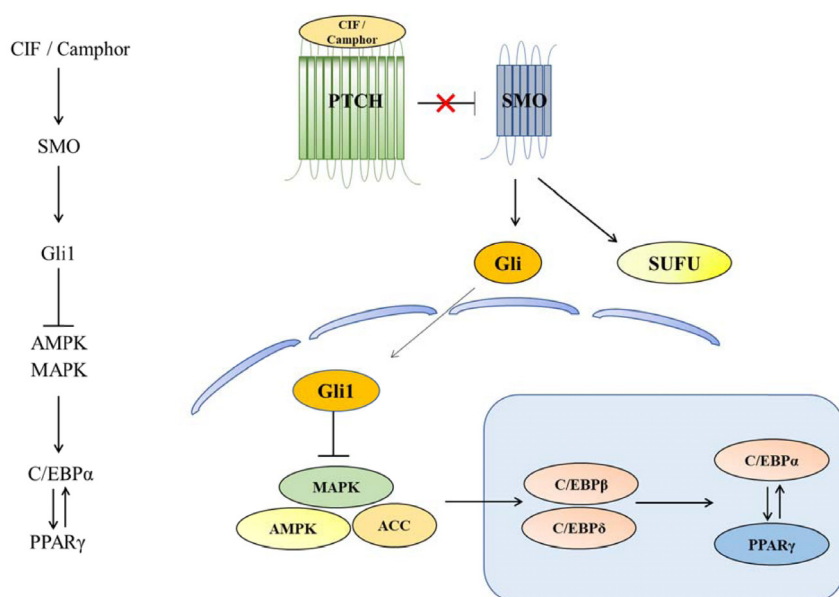 CIF / Camphor
SMO
Gli1
AMPK
MAPK
C/EBPα
PPARγ
CIF /
Camphor
PTCH
SMO
Gli
SUFU
Gli1
MAPK
AMPK
ACC
C/EBPβ
C/EBPδ
C/EBPα
PPARγ